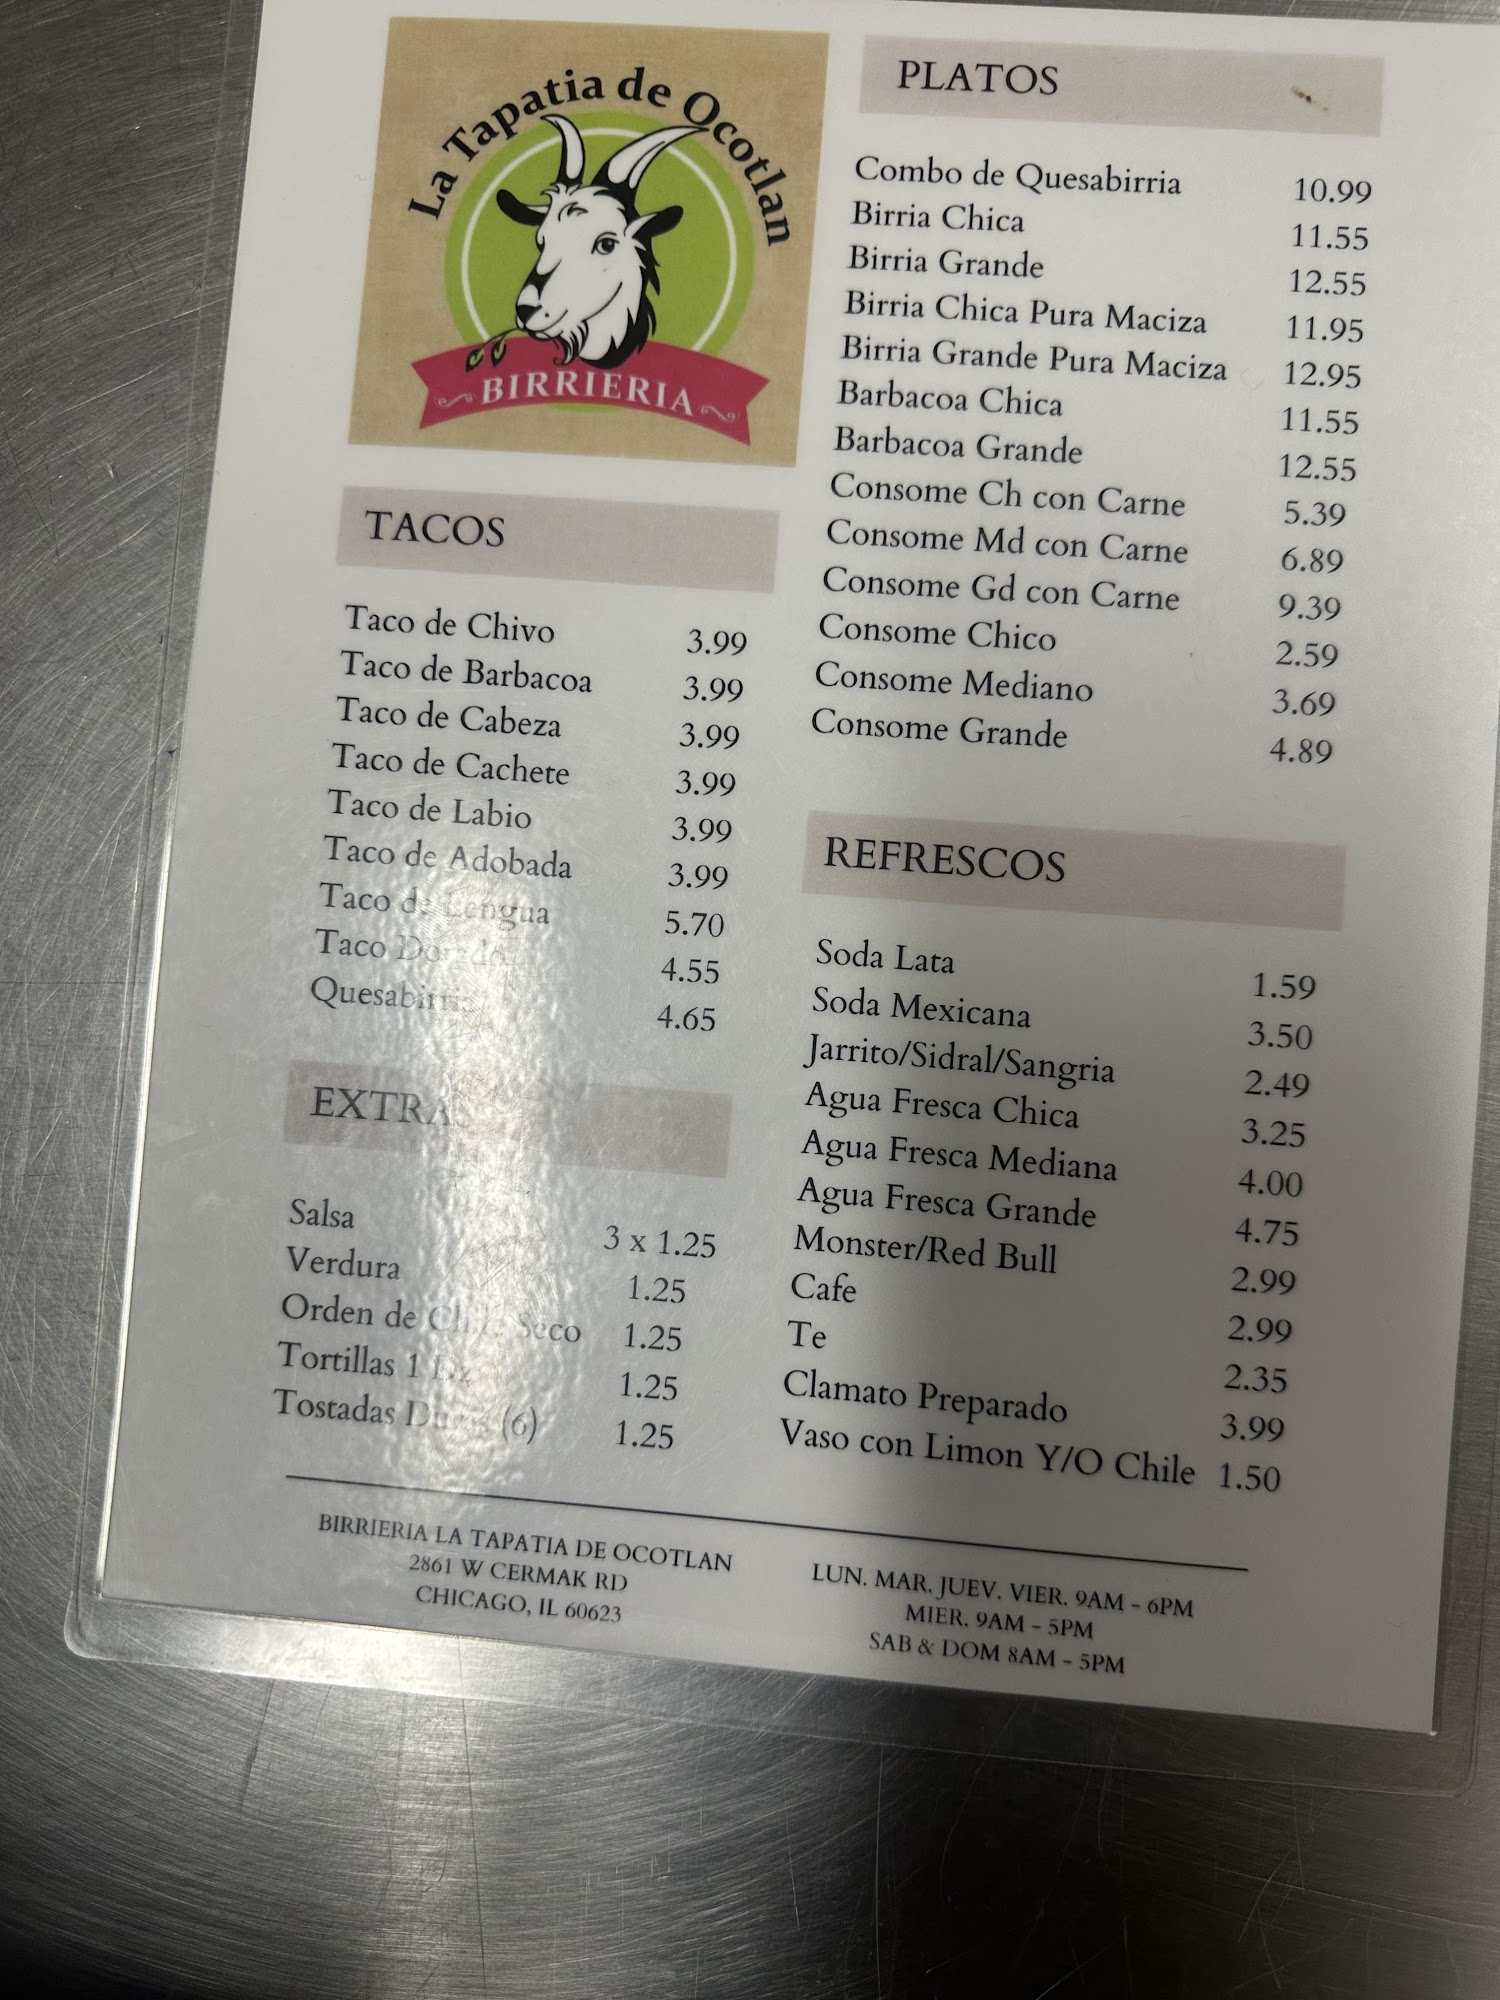 La Tapatia de Ocotlan
BIRRIERIA
TACOS
Taco de Chivo 3.99
Taco de Barbacoa 3.99
Taco de Cabeza 3.99
Taco de Cachete 3.99
Taco de Labio 3.99
Taco de Adobada 3.99
Taco de Lengua 5.70
Taco Dorado 4.55
Quesabirria 4.65
EXTRA
Salsa 3 x 1.25
Verdura 1.25
Orden de Chile Seco 1.25
Tortillas 1 Dz 1.25
Tostadas Duras (6) 1.25
PLATOS
Combo de Quesabirria 10.99
Birria Chica 11.55
Birria Grande 12.55
Birria Chica Pura Maciza 11.95
Birria Grande Pura Maciza 12.95
Barbacoa Chica 11.55
Barbacoa Grande 12.55
Consome Ch con Carne 5.39
Consome Md con Carne 6.89
Consome Gd con Carne 9.39
Consome Chico 2.59
Consome Mediano 3.69
Consome Grande 4.89
REFRESCOS
Soda Lata 1.59
Soda Mexicana 3.50
Jarrito/Sidral/Sangria 2.49
Agua Fresca Chica 3.25
Agua Fresca Mediana 4.00
Agua Fresca Grande 4.75
Monster/Red Bull 2.99
Cafe 2.99
Te 2.35
Clamato Preparado 3.99
Vaso con Limon Y/O Chile 1.50
BIRRIERIA LA TAPATIA DE OCOTLAN
2861 W CERMAK RD
CHICAGO, IL 60623
LUN. MAR. JUEV. VIER. 9AM - 6PM
MIER. 9AM - 5PM
SAB & DOM 8AM - 5PM